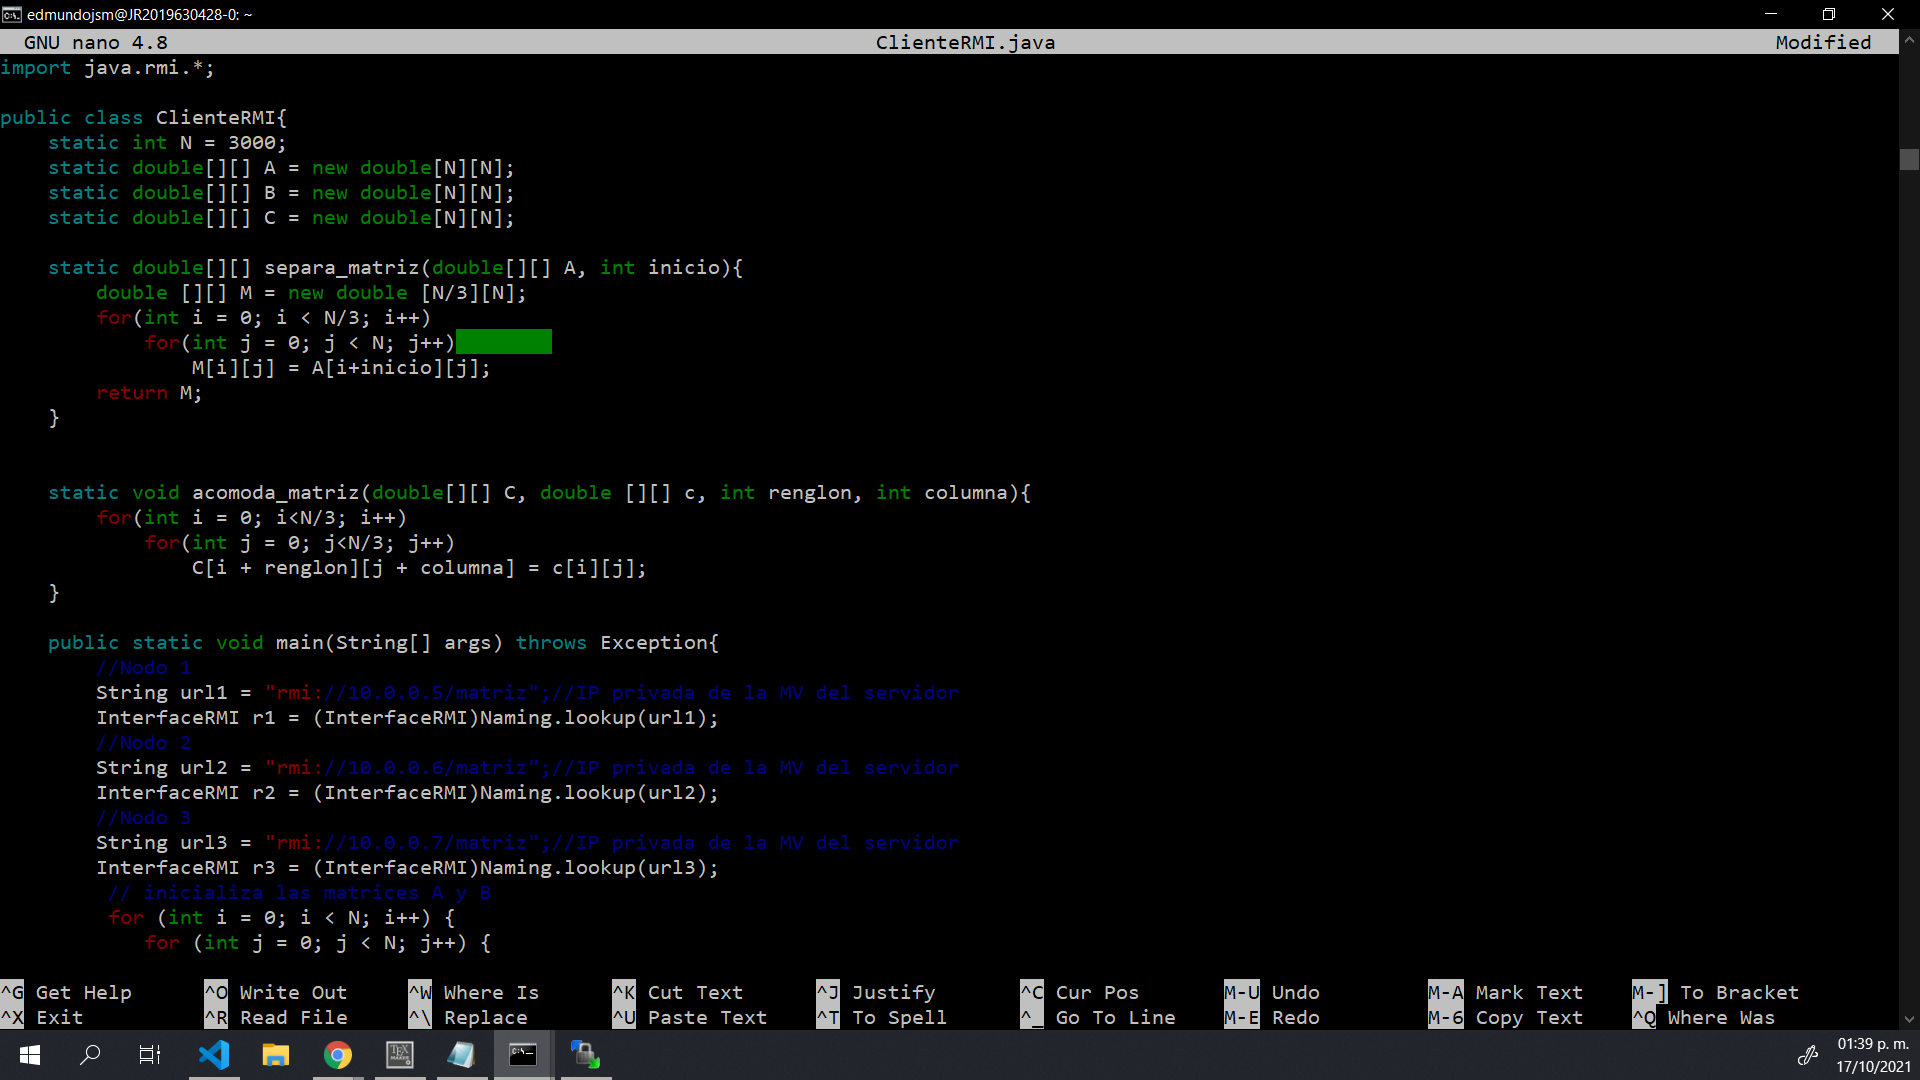 edmundojsm@JR2019630428-0: ~
GNU nano 4.8 ClienteRMI.java Modified
import java.rmi.*;
public class ClienteRMI{
    static int N = 3000;
    static double[][] A = new double[N][N];
    static double[][] B = new double[N][N];
    static double[][] C = new double[N][N];
    static double[][] separa_matriz(double[][] A, int inicio){
        double [][] M = new double [N/3][N];
        for(int i = 0; i < N/3; i++)
            for(int j = 0; j < N; j++)
                M[i][j] = A[i+inicio][j];
        return M;
    }
    static void acomoda_matriz(double[][] C, double [][] c, int renglon, int columna){
        for(int i = 0; i<N/3; i++)
            for(int j = 0; j<N/3; j++)
                C[i + renglon][j + columna] = c[i][j];
    }
    public static void main(String[] args) throws Exception{
        //Nodo 1
        String url1 = "rmi://10.0.0.5/matriz";//IP privada de la MV del servidor
        InterfaceRMI r1 = (InterfaceRMI)Naming.lookup(url1);
        //Nodo 2
        String url2 = "rmi://10.0.0.6/matriz";//IP privada de la MV del servidor
        InterfaceRMI r2 = (InterfaceRMI)Naming.lookup(url2);
        //Nodo 3
        String url3 = "rmi://10.0.0.7/matriz";//IP privada de la MV del servidor
        InterfaceRMI r3 = (InterfaceRMI)Naming.lookup(url3);
         // inicializa las matrices A y B
         for (int i = 0; i < N; i++) {
            for (int j = 0; j < N; j++) {
^G Get Help ^O Write Out ^W Where Is ^K Cut Text ^J Justify ^C Cur Pos M-U Undo M-A Mark Text M-] To Bracket
^X Exit ^R Read File ^\ Replace ^U Paste Text ^T To Spell ^_ Go To Line M-E Redo M-6 Copy Text ^Q Where Was
01:39 p. m.
17/10/2021